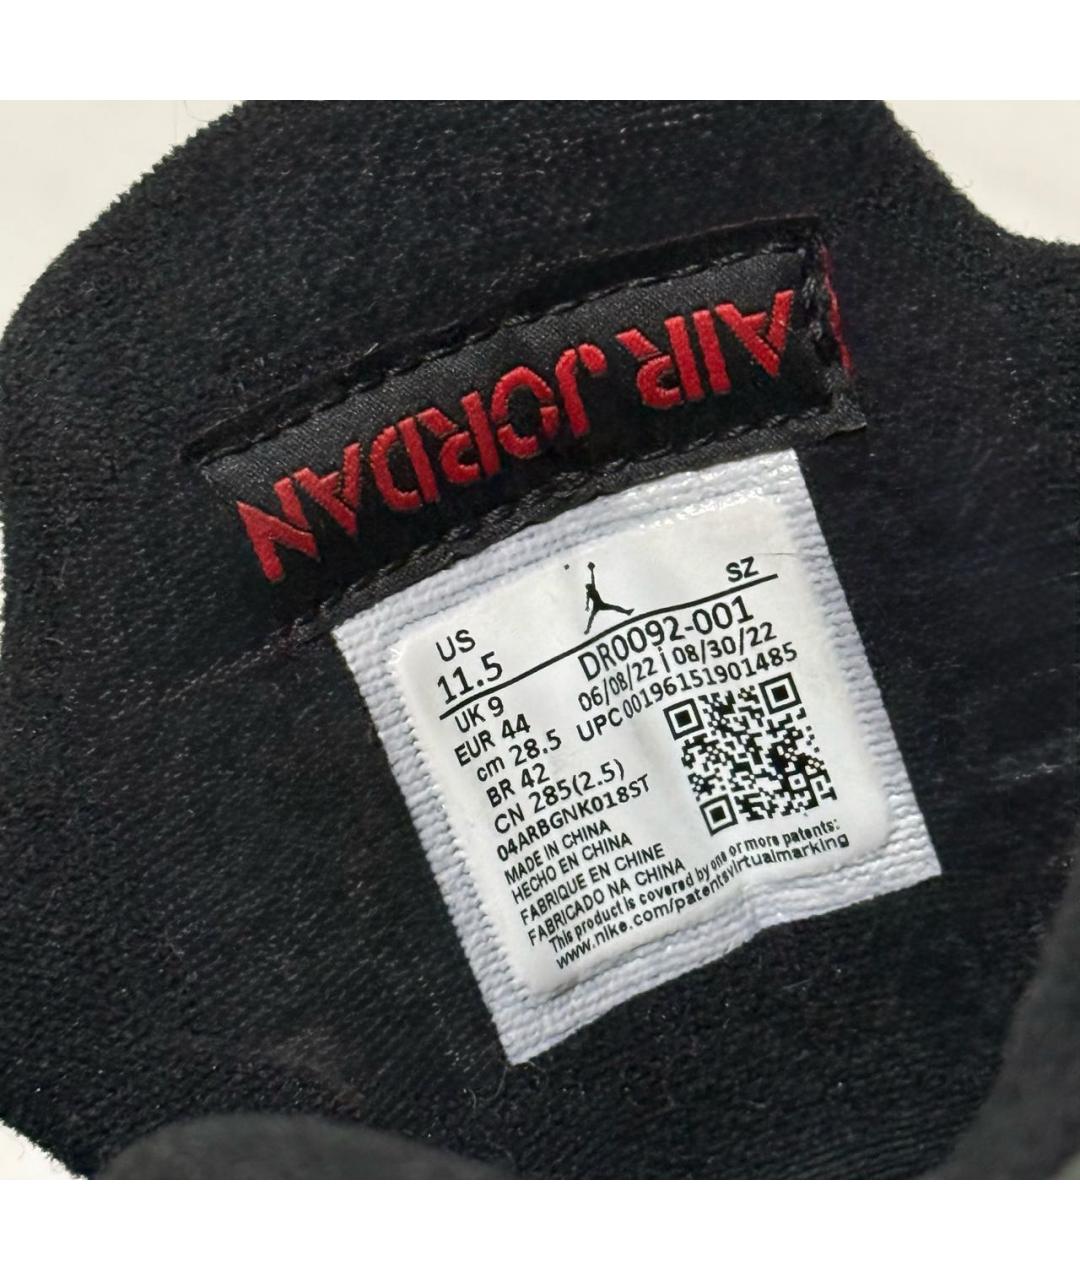 AIR JORDAN
US
SZ
11.5
DR0092-001
UK 9
06/08/22 | 08/30/22
EUR 44
UPC 00196151901485
cm 28.5
BR 42
CN 285(2.5)
04ARBGNK018ST
MADE IN CHINA
HECHO EN CHINA
FABRIQUE EN CHINE
FABRICADO NA CHINA
This product is covered by one or more patents:
www.nike.com/patentsvirtualmarking